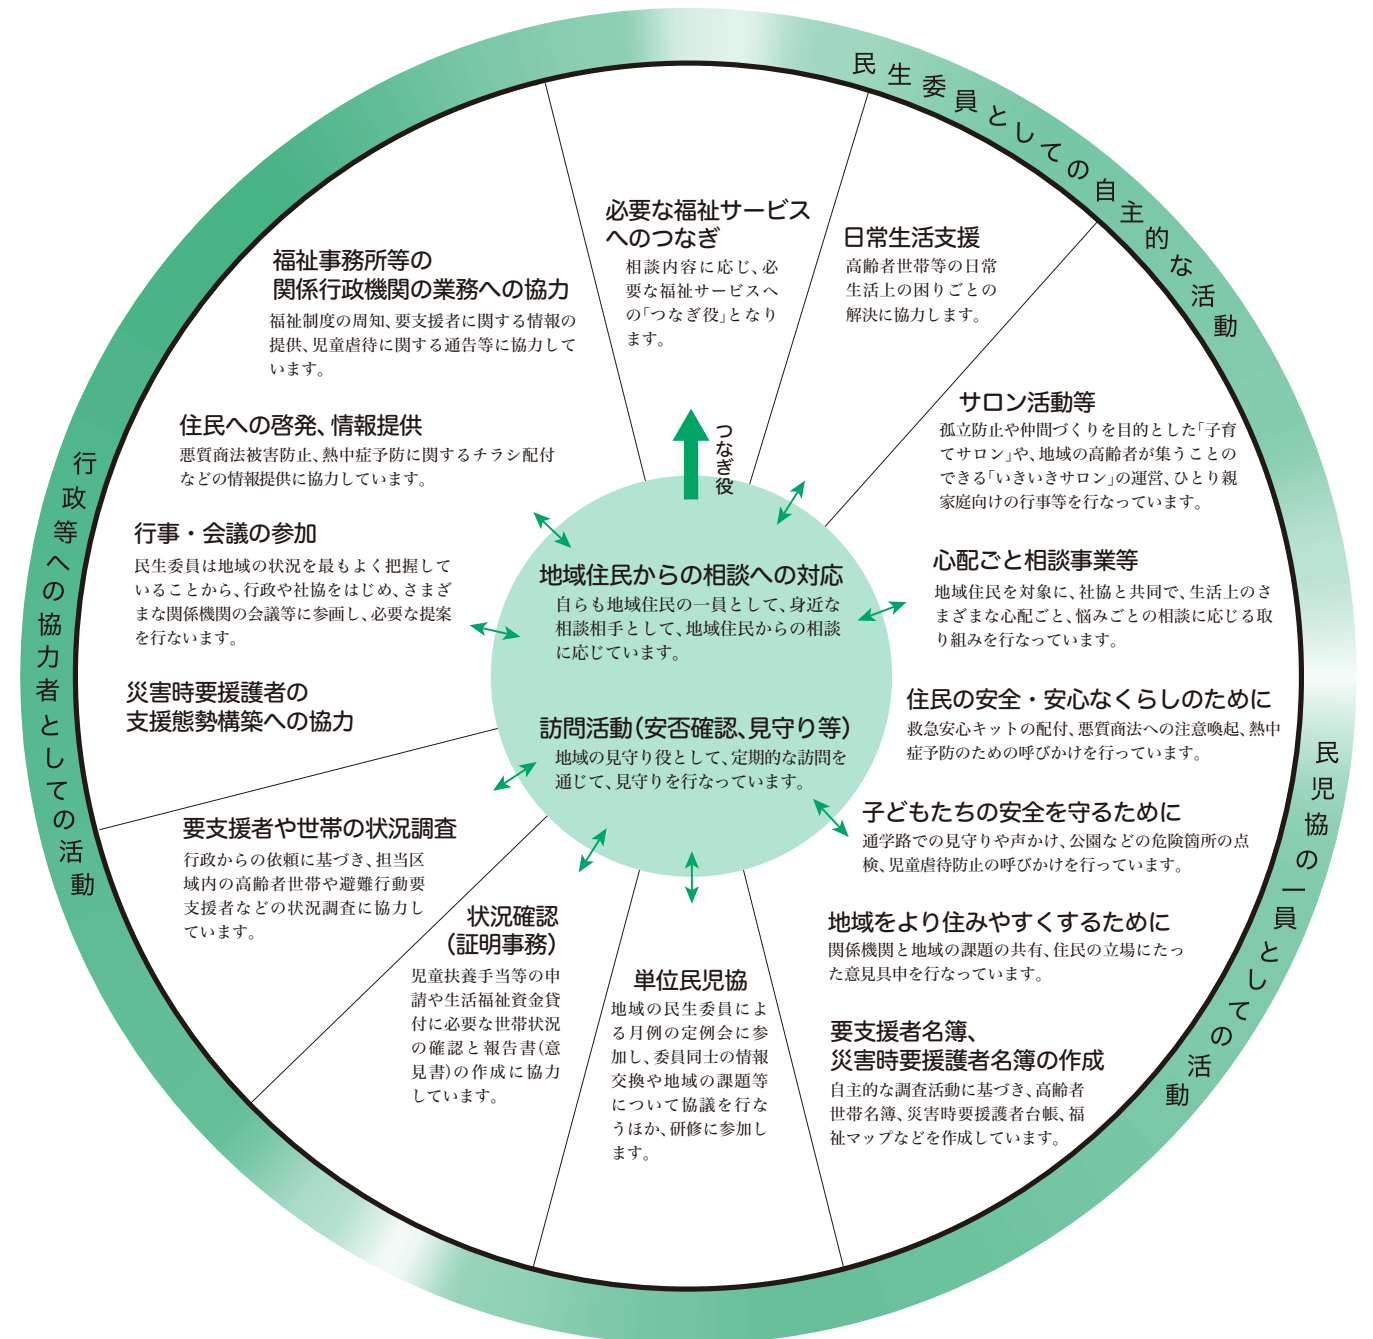 民生委員としての自主的な活動
民児協の一員としての活動
行政等への協力者としての活動
必要な福祉サービス
へのつなぎ
相談内容に応じ、必
要な福祉サービスへ
の「つなぎ役」となり
ます。
日常生活支援
高齢者世帯等の日常
生活上の困りごとの
解決に協力します。
サロン活動等
孤立防止や仲間づくりを目的とした「子育
てサロン」や、地域の高齢者が集うことの
できる「いきいきサロン」の運営、ひとり親
家庭向けの行事等を行なっています。
心配ごと相談事業等
地域住民を対象に、社協と共同で、生活上のさ
まざまな心配ごと、悩みごとの相談に応じる取
り組みを行なっています。
住民の安全・安心なくらしのために
救急安心キットの配付、悪質商法への注意喚起、熱中
症予防のための呼びかけを行っています。
子どもたちの安全を守るために
通学路での見守りや声かけ、公園などの危険箇所の点
検、児童虐待防止の呼びかけを行っています。
地域をより住みやすくするために
関係機関と地域の課題の共有、住民の立場にたっ
た意見具申を行なっています。
要支援者名簿、
災害時要援護者名簿の作成
自主的な調査活動に基づき、高齢者
世帯名簿、災害時要援護者台帳、福
祉マップなどを作成しています。
単位民児協
地域の民生委員によ
る月例の定例会に参
加し、委員同士の情報
交換や地域の課題等
について協議を行な
うほか、研修に参加し
ます。
状況確認
（証明事務）
児童扶養手当等の申
請や生活福祉資金貸
付に必要な世帯状況
の確認と報告書（意
見書）の作成に協力
しています。
要支援者や世帯の状況調査
行政からの依頼に基づき、担当区
域内の高齢者世帯や避難行動要
支援者などの状況調査に協力し
ています。
福祉事務所等の
関係行政機関の業務への協力
福祉制度の周知、要支援者に関する情報の
提供、児童虐待に関する通告等に協力して
います。
住民への啓発、情報提供
悪質商法被害防止、熱中症予防に関するチラシ配付
などの情報提供に協力しています。
行事・会議の参加
民生委員は地域の状況を最もよく把握して
いることから、行政や社協をはじめ、さまざ
まな関係機関の会議等に参画し、必要な提案
を行ないます。
災害時要援護者の
支援態勢構築への協力
つなぎ役
地域住民からの相談への対応
自らも地域住民の一員として、身近な
相談相手として、地域住民からの相談
に応じています。
訪問活動（安否確認、見守り等）
地域の見守り役として、定期的な訪問を
通じて、見守りを行なっています。